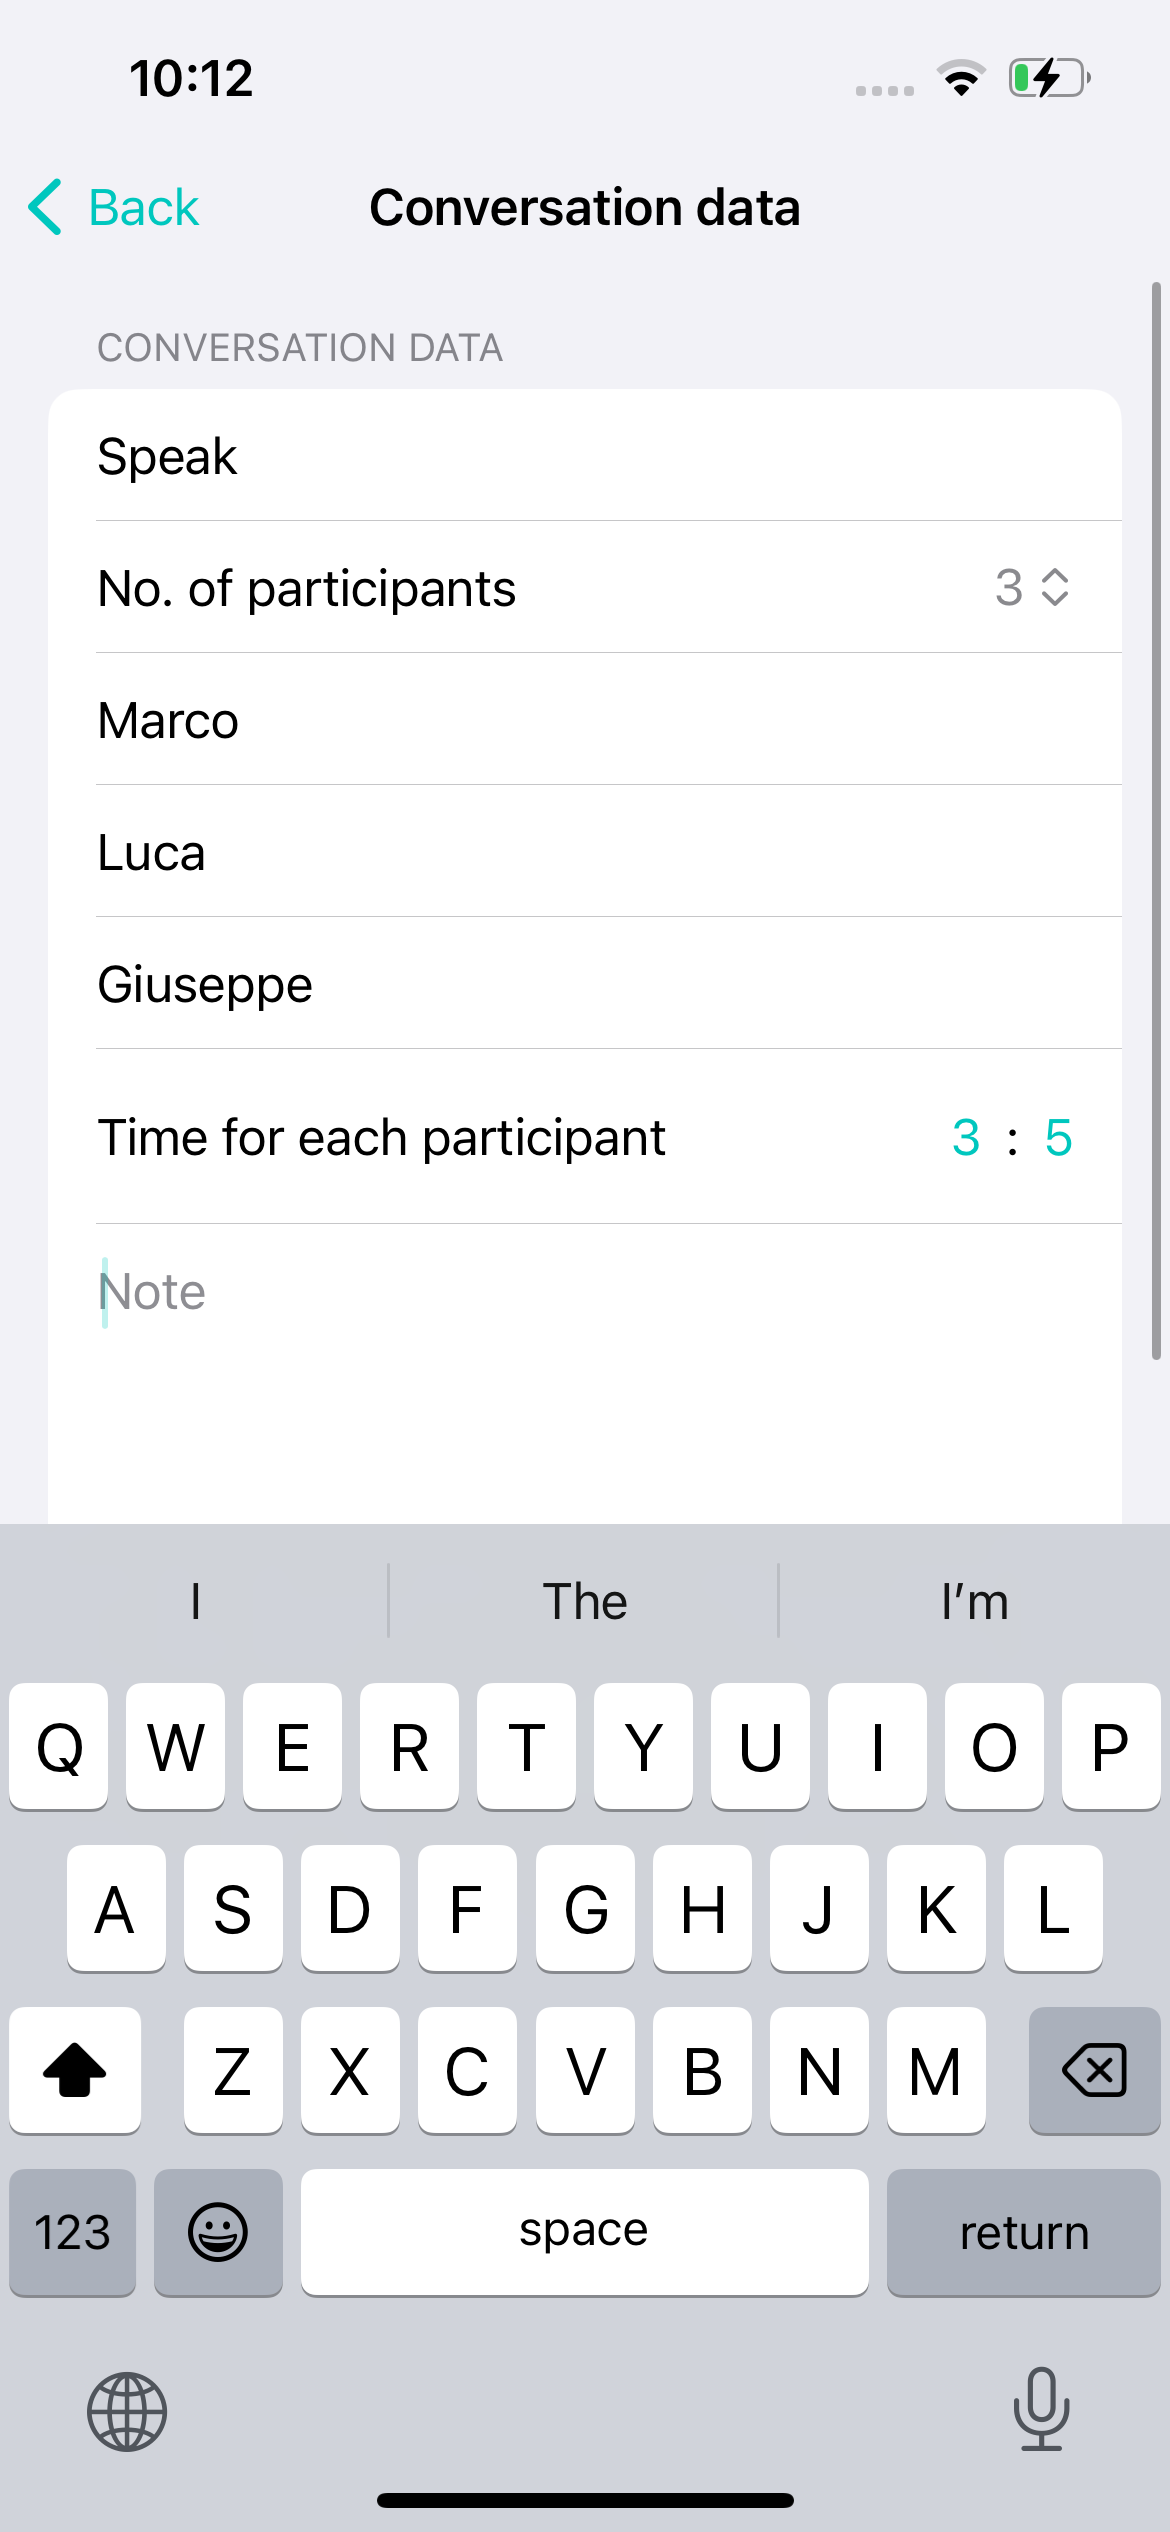 10:12
Back
Conversation data
CONVERSATION DATA
Speak
No. of participants 3
Marco
Luca
Giuseppe
Time for each participant 3 : 5
Note
I The I’m
Q W E R T Y U I O P
A S D F G H J K L
Z X C V B N M
123 space return